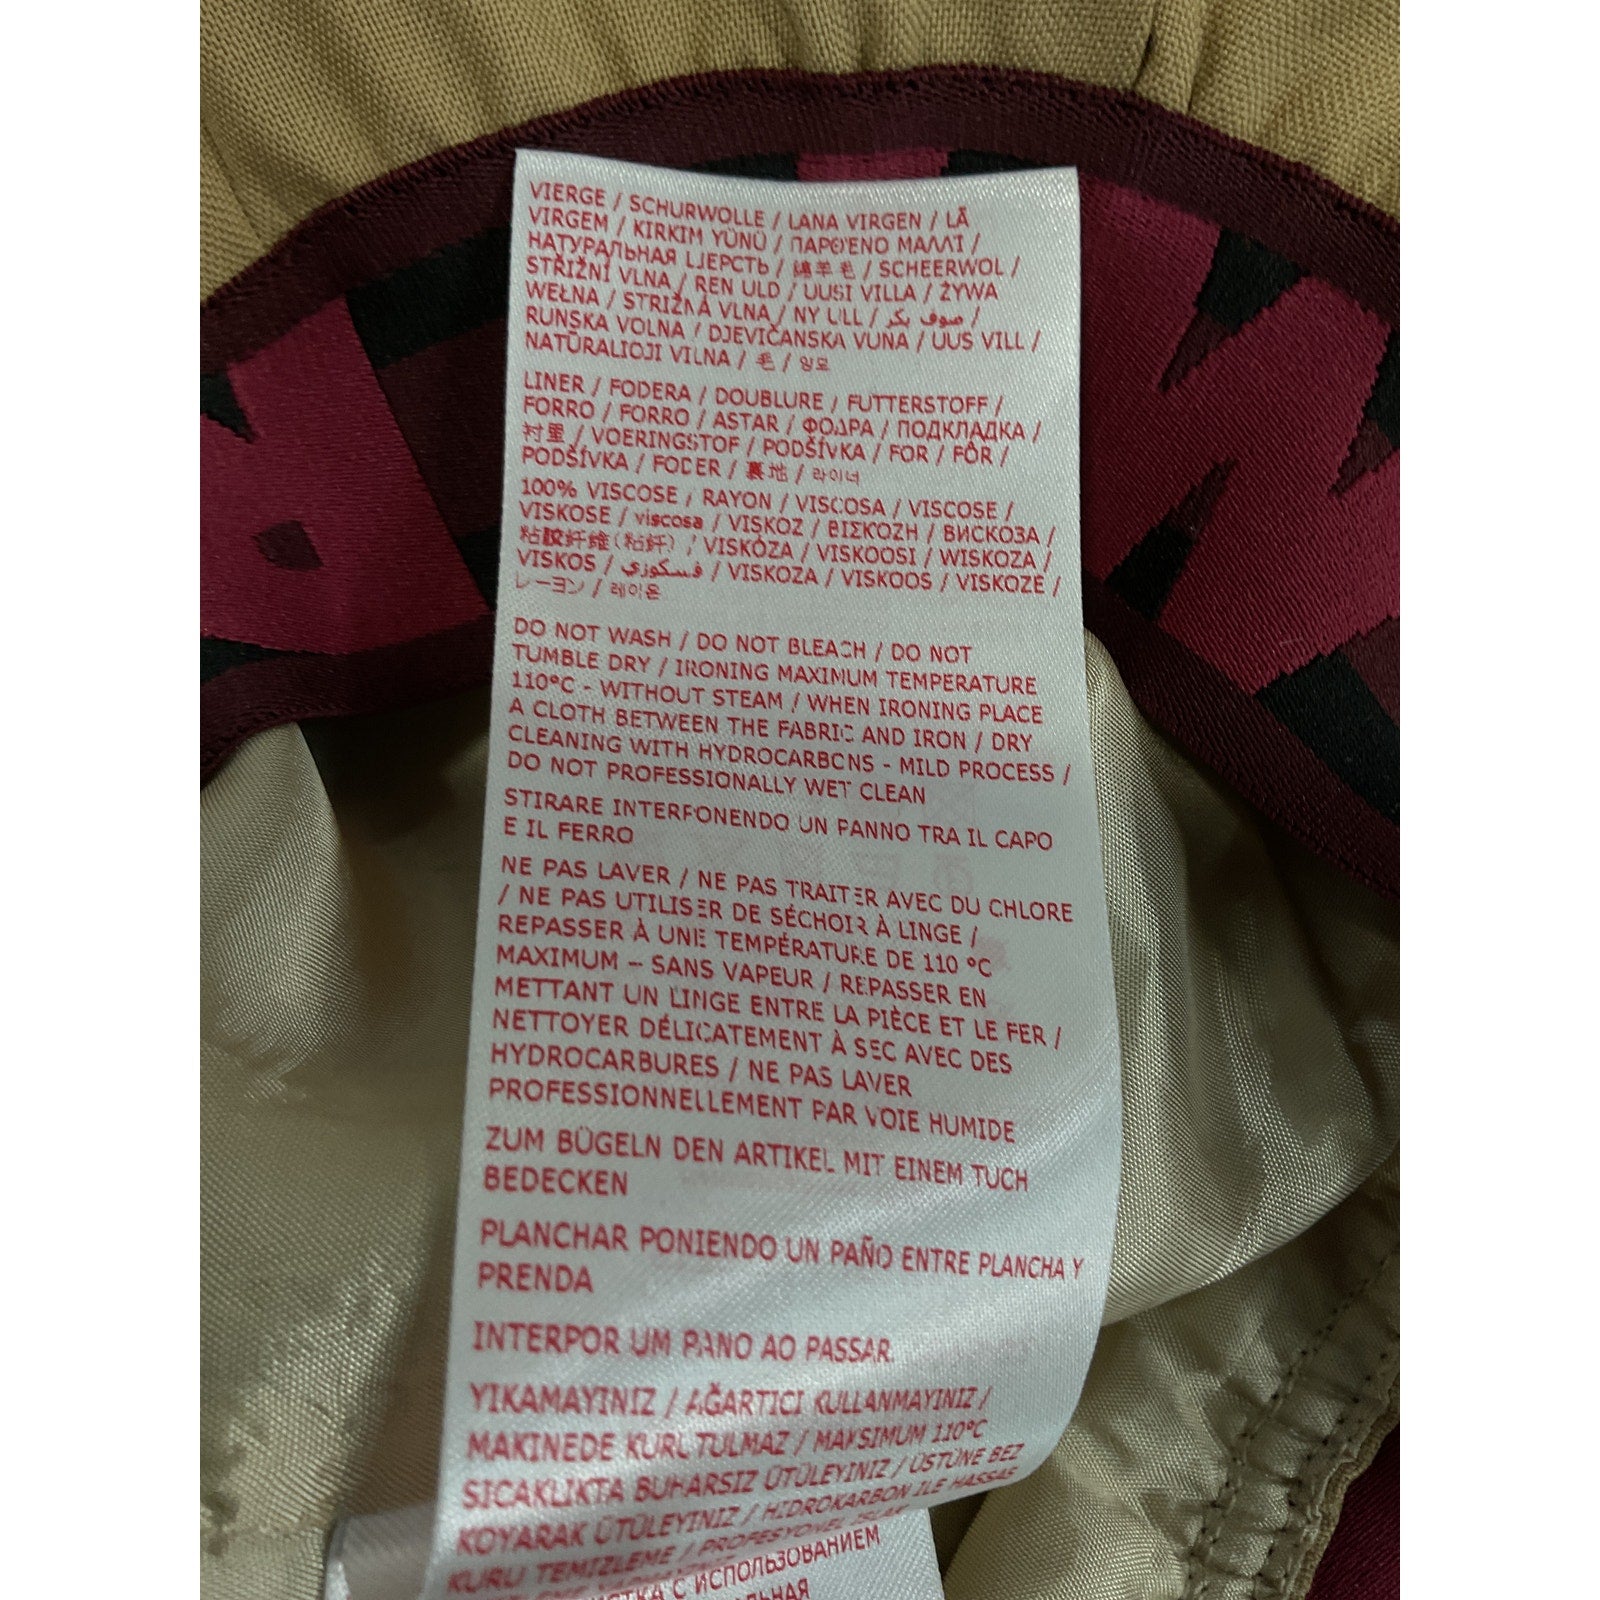 VIERGE / SCHURWOLLE / LANA VIRGEN / LÃ
VIRGEM / KIRKIM YÜNÜ / ΠΑΡΘΈΝΟ ΜΑΛΛΊ /
НАТУРАЛЬНАЯ ШЕРСТЬ / 绵羊毛 / SCHEERWOL /
STŘIŽNÍ VLNA / REN ULD / UUSI VILLA / ŻYWA
WEŁNA / STRIŽNÁ VLNA / NY ULL / صوف بكر /
RUNSKA VOLNA / DJEVIČANSKA VUNA / UUS VILL /
NATŪRALIOJI VILNA / 毛 / 양모
LINER / FODERA / DOUBLURE / FUTTERSTOFF /
FORRO / FORRO / ASTAR / ΦΟΔΡΑ / ПОДКЛАДКА /
衬里 / VOERINGSTOF / PODŠÍVKA / FOR / FÔR /
PODŠÍVKA / FODER / 裏地 / 라이너
100% VISCOSE / RAYON / VISCOSA / VISCOSE /
VISKOSE / viscosa / VISKOZ / ΒΙΣΚΟΖΗ / ВИСКОЗА /
粘胶纤维(粘纤) / VISKÓZA / VISKOOSI / WISKOZA /
VISKOS / فسكوزي / VISKOZA / VISKOOS / VISKOZĖ /
レーヨン / 레이온
DO NOT WASH / DO NOT BLEACH / DO NOT
TUMBLE DRY / IRONING MAXIMUM TEMPERATURE
110°C - WITHOUT STEAM / WHEN IRONING PLACE
A CLOTH BETWEEN THE FABRIC AND IRON / DRY
CLEANING WITH HYDROCARBONS - MILD PROCESS /
DO NOT PROFESSIONALLY WET CLEAN
STIRARE INTERPONENDO UN PANNO TRA IL CAPO
E IL FERRO
NE PAS LAVER / NE PAS TRAITER AVEC DU CHLORE
/ NE PAS UTILISER DE SÉCHOIR À LINGE /
REPASSER À UNE TEMPÉRATURE DE 110 °C
MAXIMUM – SANS VAPEUR / REPASSER EN
METTANT UN LINGE ENTRE LA PIÈCE ET LE FER /
NETTOYER DÉLICATEMENT À SEC AVEC DES
HYDROCARBURES / NE PAS LAVER
PROFESSIONNELLEMENT PAR VOIE HUMIDE
ZUM BÜGELN DEN ARTIKEL MIT EINEM TUCH
BEDECKEN
PLANCHAR PONIENDO UN PAÑO ENTRE PLANCHA Y
PRENDA
INTERPOR UM PANO AO PASSAR.
YIKAMAYINIZ / AĞARTICI KULLANMAYINIZ /
MAKINEDE KURUTULMAZ / MAKSIMUM 110°C
SICAKLIKTA BUHARSIZ ÜTÜLEYINIZ / ÜSTÜNE BEZ
KOYARAK ÜTÜLEYINIZ / HIDROKARBON ILE HASSAS
KURU TEMIZLEME / PROFESYONEL ISLAK
С ИСПОЛЬЗОВАНИЕМ